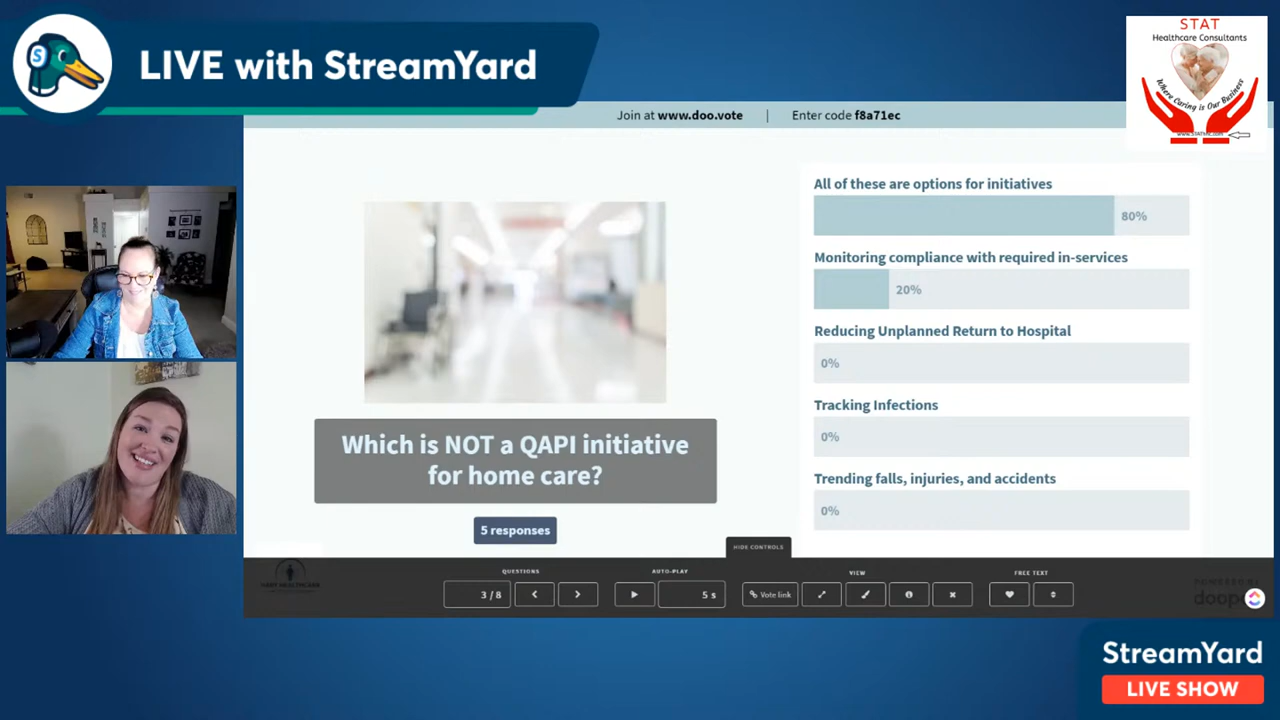 LIVE with StreamYard
STAT
Healthcare Consultants
Where Caring is Our Business
Join at www.doo.vote | Enter code f8a71ec
Which is NOT a QAPI initiative
for home care?
5 responses
All of these are options for initiatives
80%
Monitoring compliance with required in-services
20%
Reducing Unplanned Return to Hospital
0%
Tracking Infections
0%
Trending falls, injuries, and accidents
0%
HIDE CONTROLS
QUESTIONS
AUTO-PLAY
VIEW
FREE TEXT
3 / 8
5 s
Vote link
StreamYard
LIVE SHOW